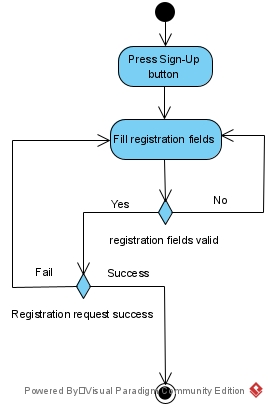 Press Sign-Up
button
Fill registration fields
Yes
No
registration fields valid
Fail
Success
Registration request success
Powered By Visual Paradigm Community Edition